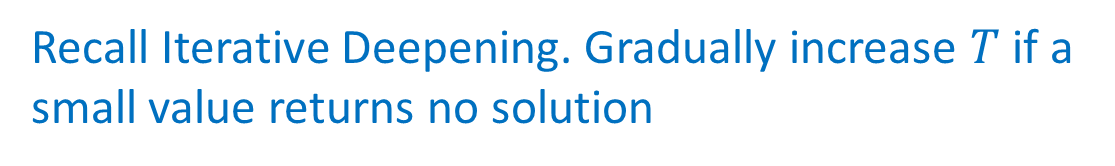 Recall Iterative Deepening. Gradually increase T if a
small value returns no solution